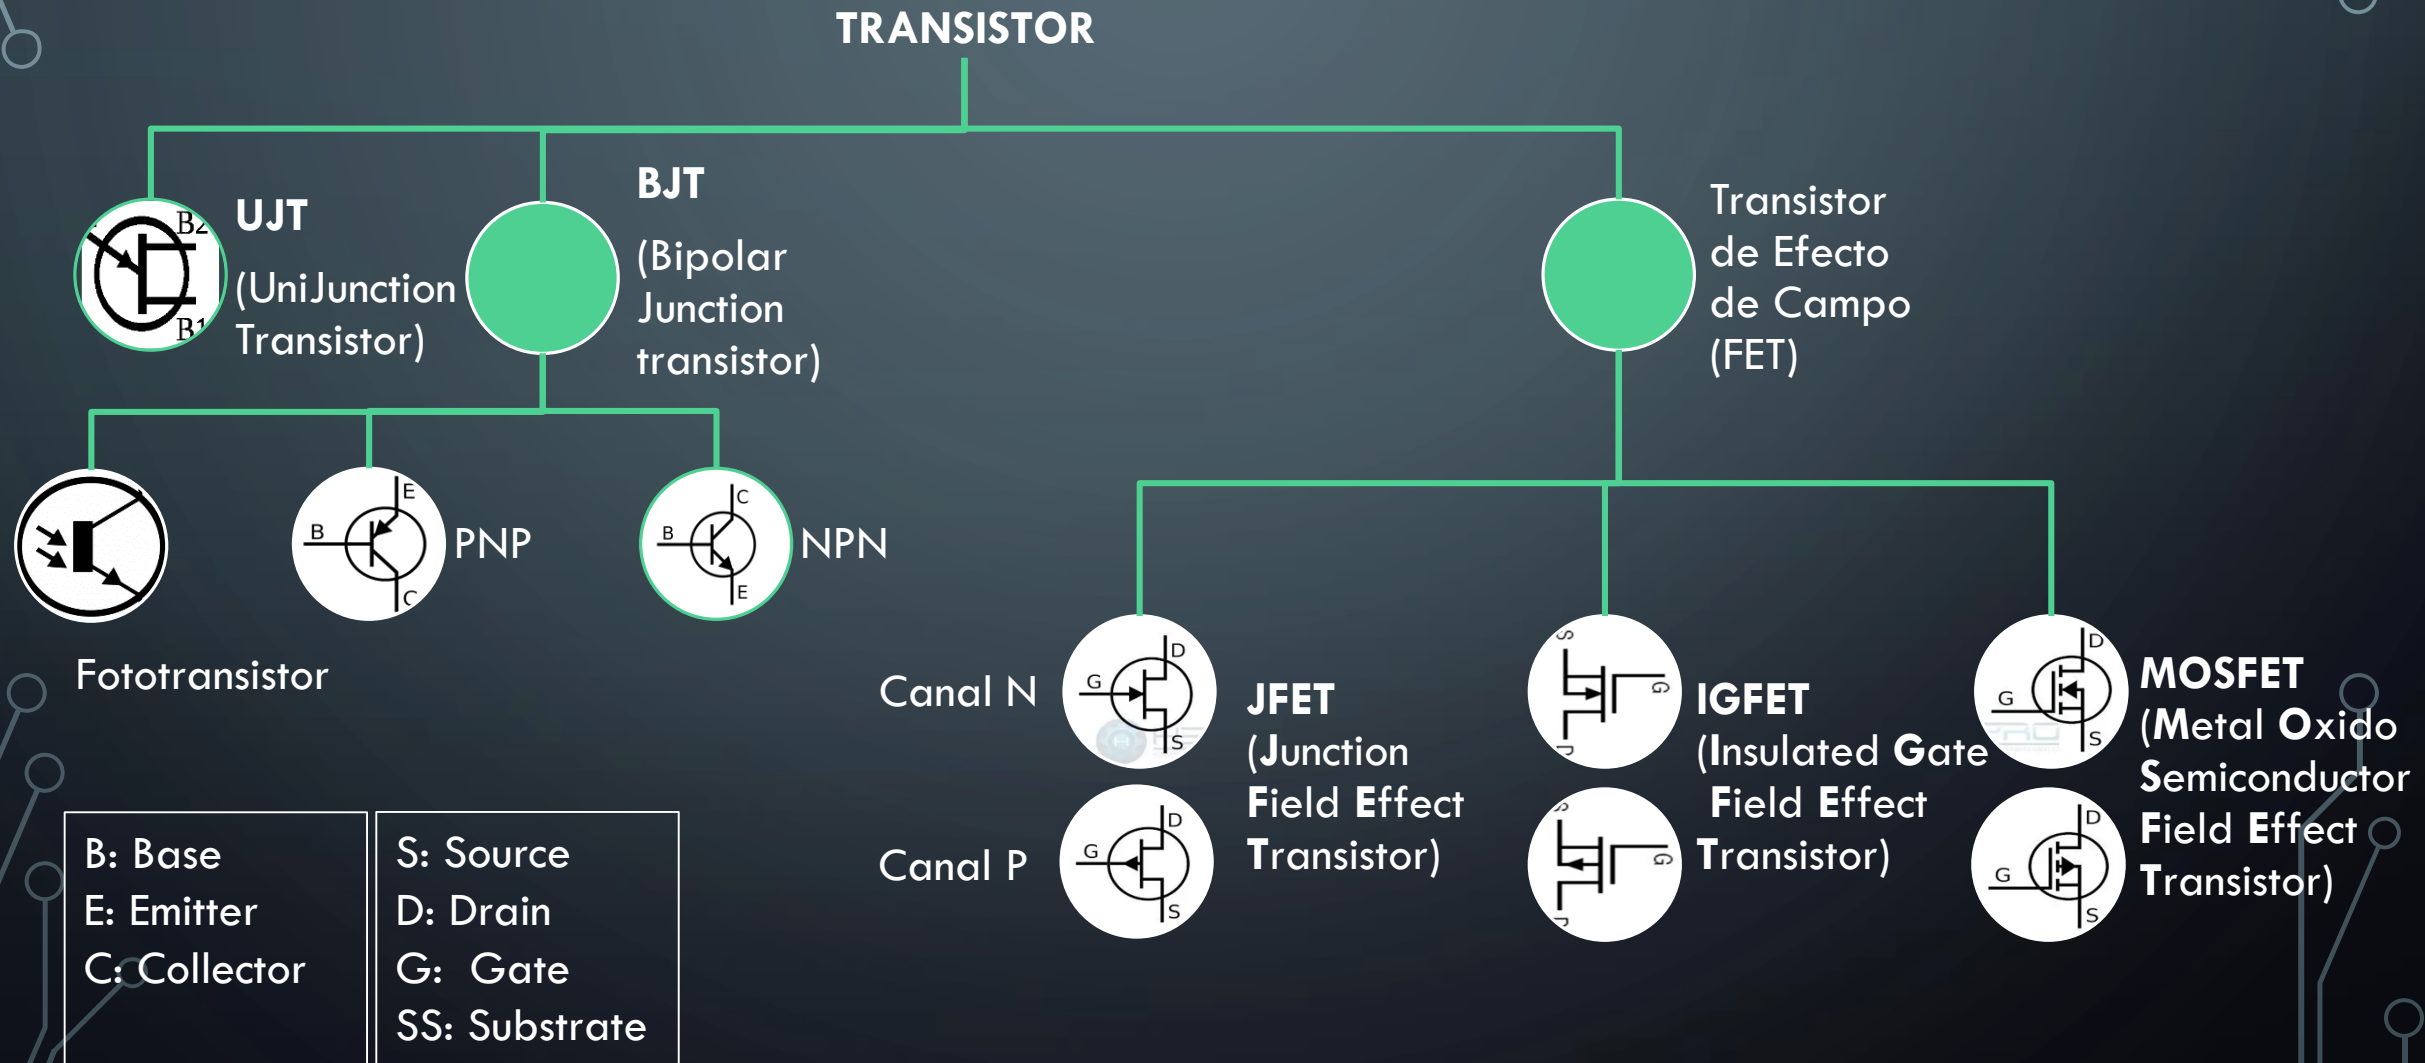 TRANSISTOR
UJT
(UniJunction
Transistor)
B2
B1
BJT
(Bipolar
Junction
transistor)
Transistor
de Efecto
de Campo
(FET)
Fototransistor
E
B
C
PNP
C
B
E
NPN
Canal N
G
D
S
Canal P
G
D
S
JFET
(Junction
Field Effect
Transistor)
S
G
D
S
G
D
IGFET
(Insulated Gate
Field Effect
Transistor)
D
G
S
D
G
S
MOSFET
(Metal Oxido
Semiconductor
Field Effect
Transistor)
B: Base
E: Emitter
C: Collector
S: Source
D: Drain
G: Gate
SS: Substrate